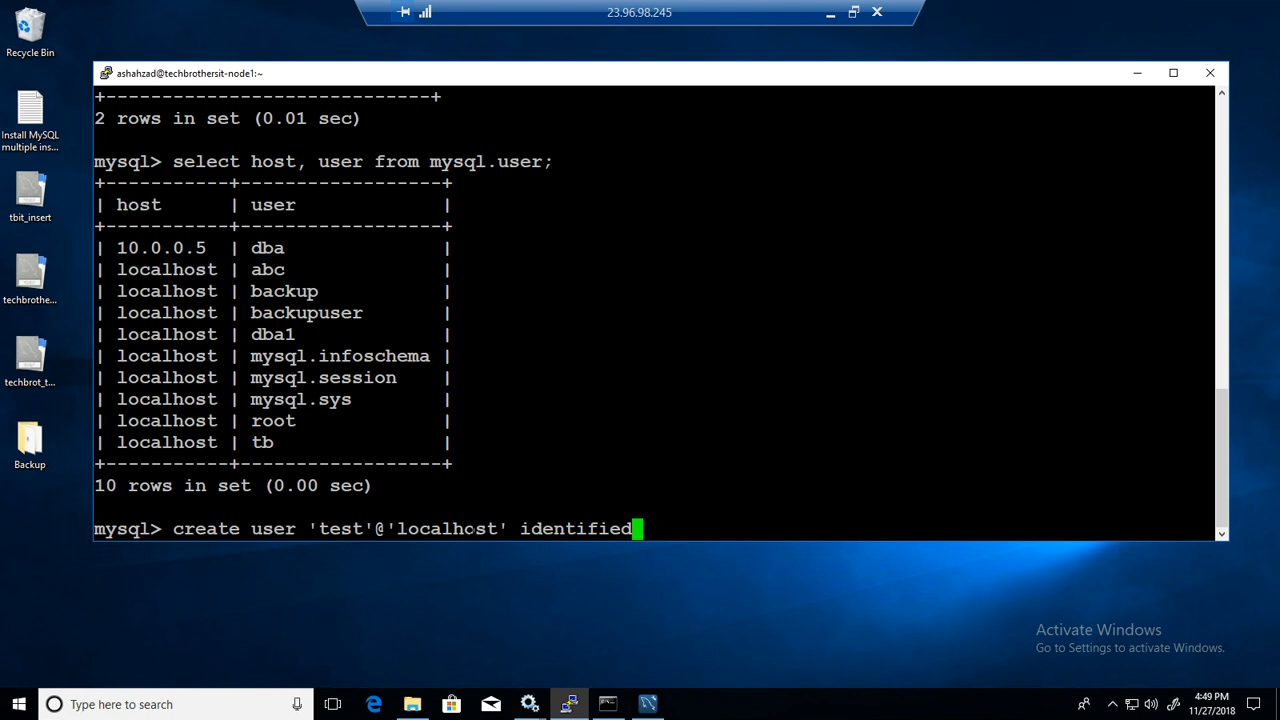 23.96.98.245
Recycle Bin
Install MySQL
multiple ins...
tbit_insert
techbrothe...
techbrot_t...
Backup
ashahzad@techbrothersit-node1:~
+---------------------------+
2 rows in set (0.01 sec)
mysql> select host, user from mysql.user;
+-----------+------------------+
| host      | user             |
+-----------+------------------+
| 10.0.0.5  | dba              |
| localhost | abc              |
| localhost | backup           |
| localhost | backupuser       |
| localhost | dba1             |
| localhost | mysql.infoschema |
| localhost | mysql.session    |
| localhost | mysql.sys        |
| localhost | root             |
| localhost | tb               |
+-----------+------------------+
10 rows in set (0.00 sec)
mysql> create user 'test'@'localhost' identified
Activate Windows
Go to Settings to activate Windows.
Type here to search
4:49 PM
11/27/2018